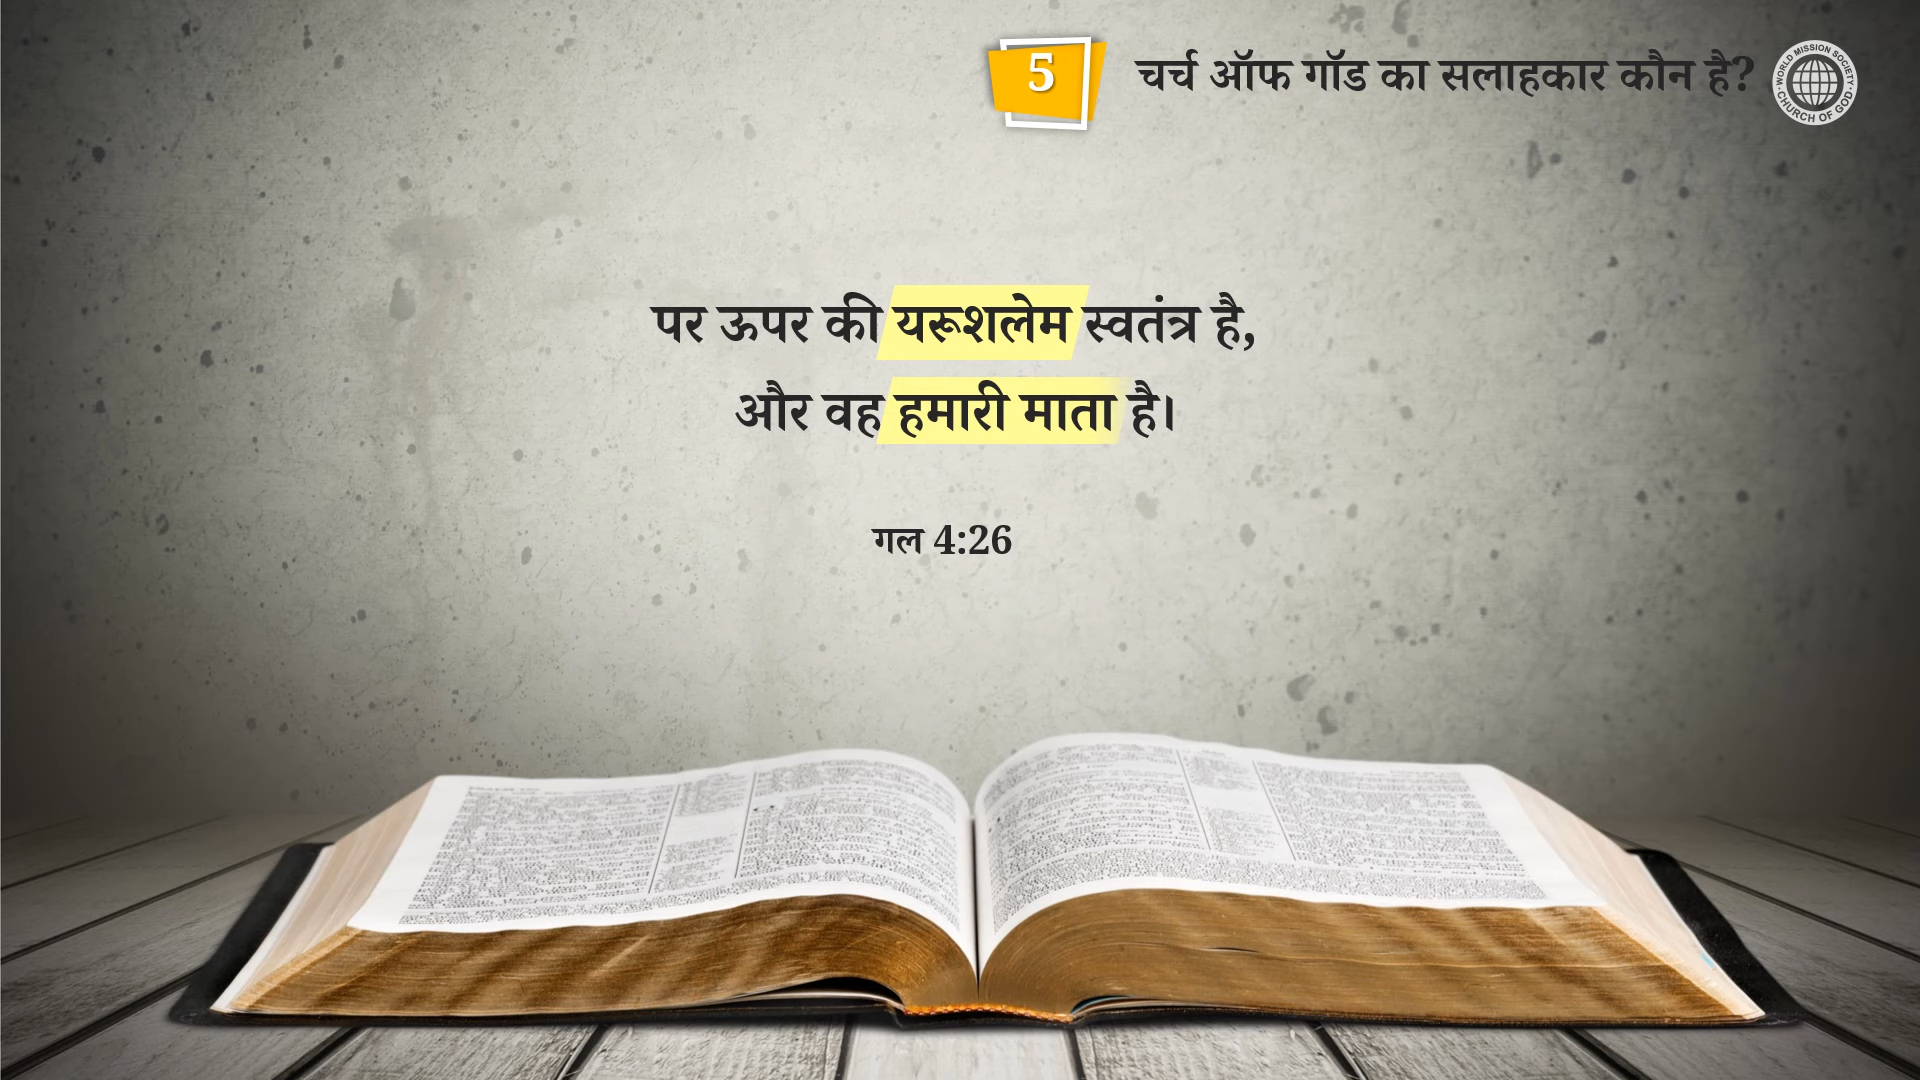 5
चर्च ऑफ गॉड का सलाहकार कौन है?
WORLD MISSION SOCIETY
CHURCH OF GOD
पर ऊपर की यरूशलेम स्वतंत्र है,
और वह हमारी माता है।
गल 4:26